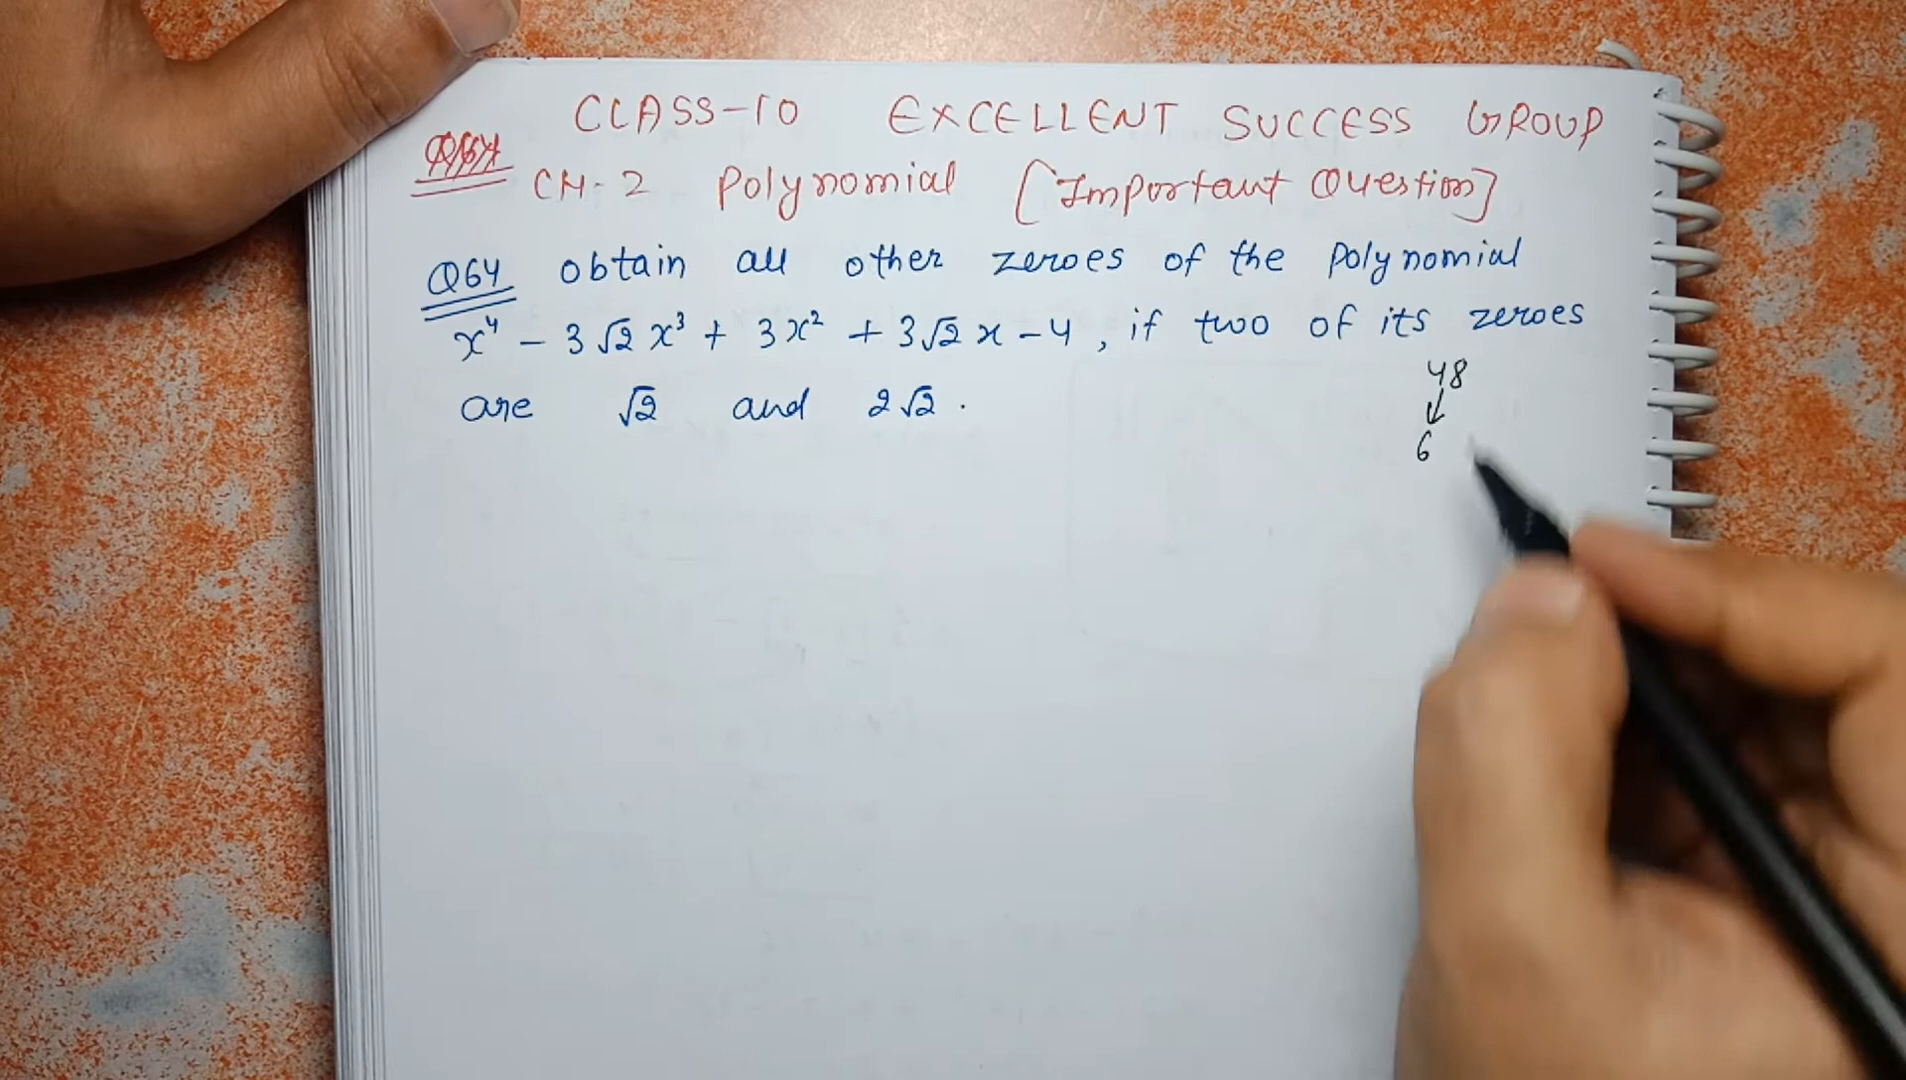 CLASS-10 EXCELLENT SUCCESS GROUP
CH-2 Polynomial [Important Question]
Q64 obtain all other zeroes of the Polynomial
x⁴ - 3√2 x³ + 3x² + 3√2 x - 4, if two of its zeroes
are √2 and 2√2.
48
↓
6